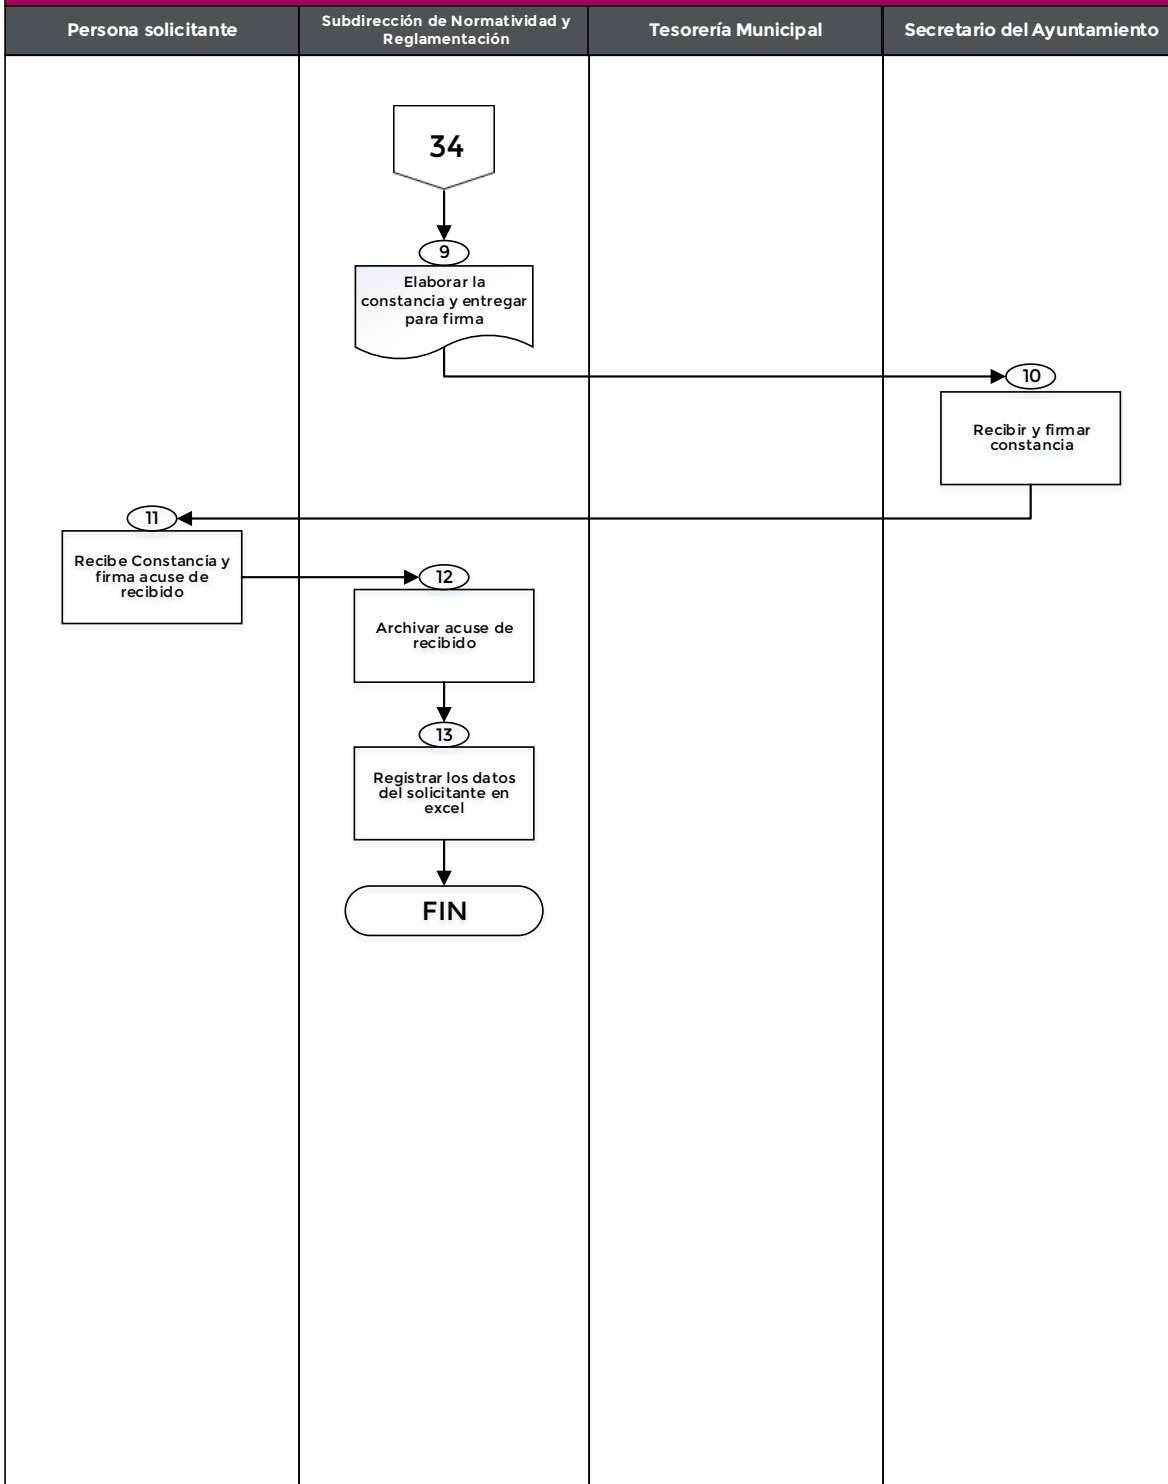 Persona solicitante
Subdirección de Normatividad y
Reglamentación
Tesorería Municipal
Secretario del Ayuntamiento
34
9
Elaborar la
constancia y entregar
para firma
10
Recibir y firmar
constancia
11
Recibe Constancia y
firma acuse de
recibido
12
Archivar acuse de
recibido
13
Registrar los datos
del solicitante en
excel
FIN